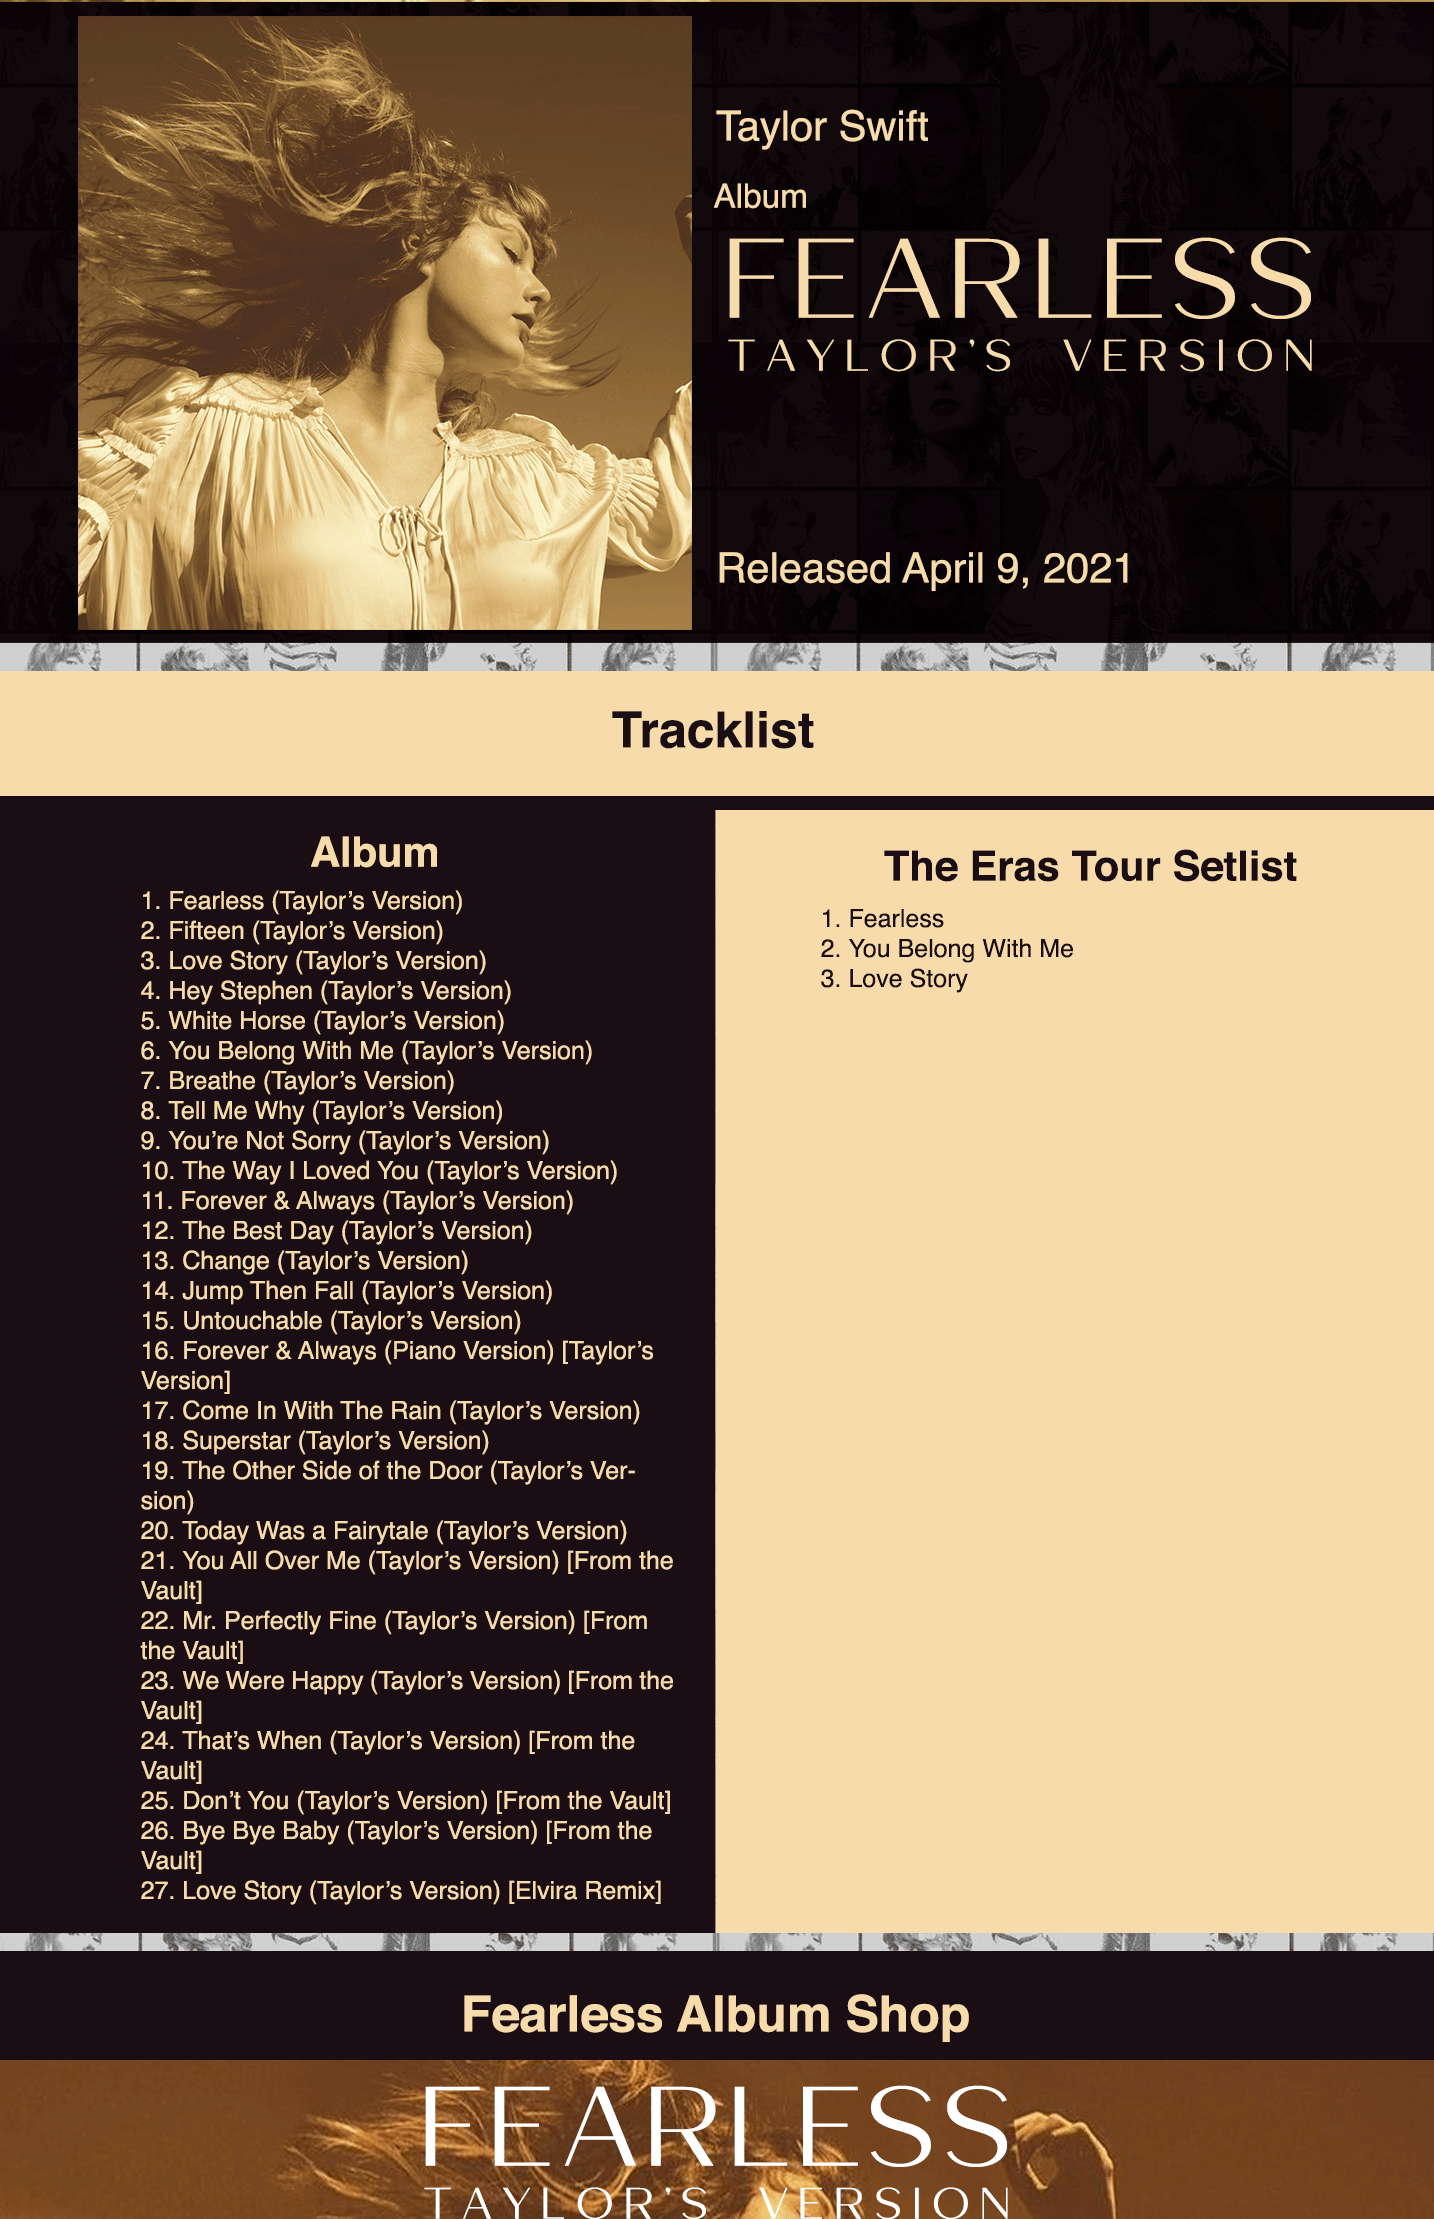 Taylor Swift
Album
FEARLESS
TAYLOR'S VERSION
Released April 9, 2021
Tracklist
Album
1. Fearless (Taylor’s Version)
2. Fifteen (Taylor’s Version)
3. Love Story (Taylor’s Version)
4. Hey Stephen (Taylor’s Version)
5. White Horse (Taylor’s Version)
6. You Belong With Me (Taylor’s Version)
7. Breathe (Taylor’s Version)
8. Tell Me Why (Taylor’s Version)
9. You’re Not Sorry (Taylor’s Version)
10. The Way I Loved You (Taylor’s Version)
11. Forever & Always (Taylor’s Version)
12. The Best Day (Taylor’s Version)
13. Change (Taylor’s Version)
14. Jump Then Fall (Taylor’s Version)
15. Untouchable (Taylor’s Version)
16. Forever & Always (Piano Version) [Taylor’s
Version]
17. Come In With The Rain (Taylor’s Version)
18. Superstar (Taylor’s Version)
19. The Other Side of the Door (Taylor’s Ver-
sion)
20. Today Was a Fairytale (Taylor’s Version)
21. You All Over Me (Taylor’s Version) [From the
Vault]
22. Mr. Perfectly Fine (Taylor’s Version) [From
the Vault]
23. We Were Happy (Taylor’s Version) [From the
Vault]
24. That’s When (Taylor’s Version) [From the
Vault]
25. Don’t You (Taylor’s Version) [From the Vault]
26. Bye Bye Baby (Taylor’s Version) [From the
Vault]
27. Love Story (Taylor’s Version) [Elvira Remix]
The Eras Tour Setlist
1. Fearless
2. You Belong With Me
3. Love Story
Fearless Album Shop
FEARLESS
TAYLOR'S VERSION